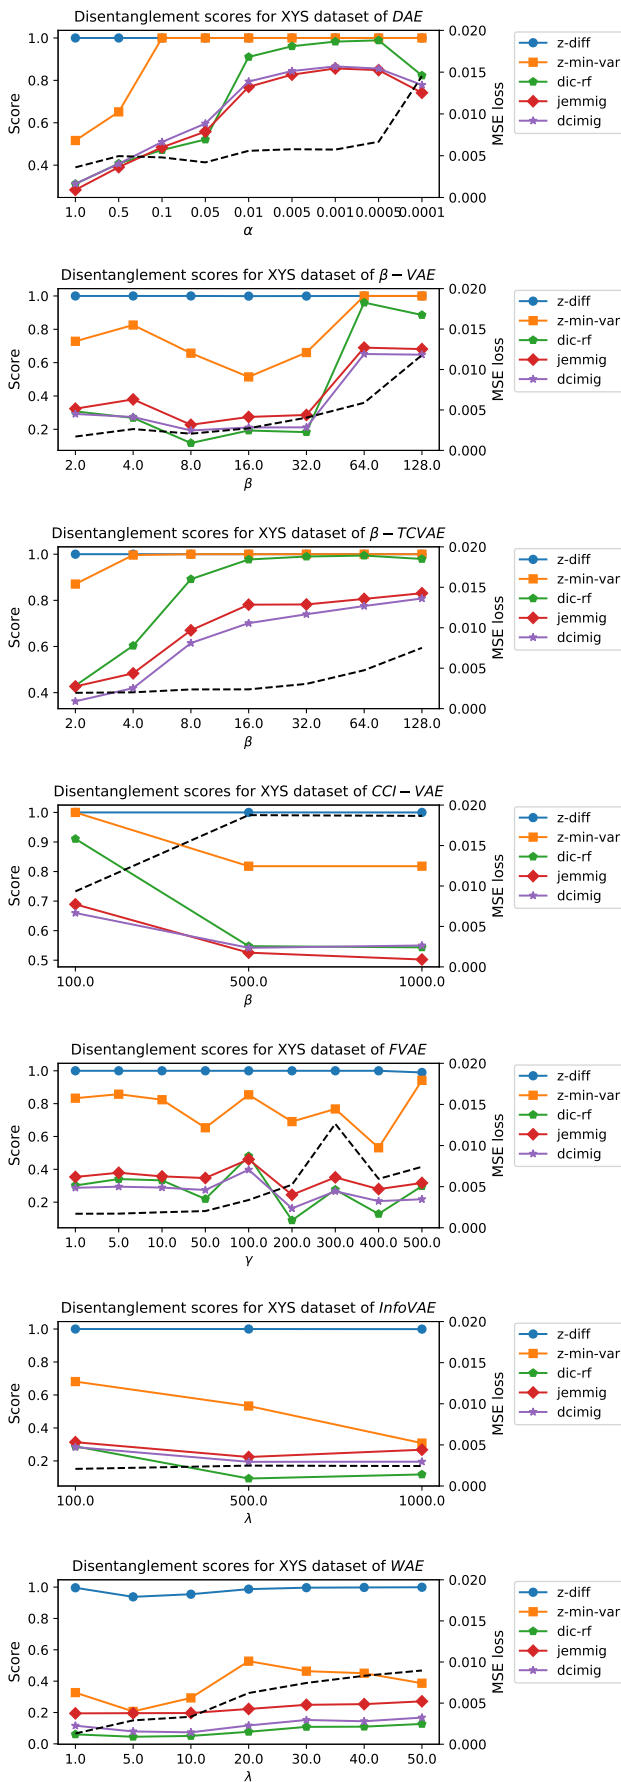 Disentanglement scores for XYS dataset of DAE
1.0
0.8
0.6
0.4
Score
0.020
0.015
0.010
0.005
0.000
MSE loss
z-diff
z-min-var
dic-rf
jemmig
dcimig
1.0 0.5 0.1 0.05 0.01 0.005 0.001 0.0005 0.0001
α
Disentanglement scores for XYS dataset of β − VAE
1.0
0.8
0.6
0.4
0.2
Score
0.020
0.015
0.010
0.005
0.000
MSE loss
z-diff
z-min-var
dic-rf
jemmig
dcimig
2.0 4.0 8.0 16.0 32.0 64.0 128.0
β
Disentanglement scores for XYS dataset of β − TCVAE
1.0
0.8
0.6
0.4
Score
0.020
0.015
0.010
0.005
0.000
MSE loss
z-diff
z-min-var
dic-rf
jemmig
dcimig
2.0 4.0 8.0 16.0 32.0 64.0 128.0
β
Disentanglement scores for XYS dataset of CCI − VAE
1.0
0.9
0.8
0.7
0.6
0.5
Score
0.020
0.015
0.010
0.005
0.000
MSE loss
z-diff
z-min-var
dic-rf
jemmig
dcimig
100.0 500.0 1000.0
β
Disentanglement scores for XYS dataset of FVAE
1.0
0.8
0.6
0.4
0.2
Score
0.020
0.015
0.010
0.005
0.000
MSE loss
z-diff
z-min-var
dic-rf
jemmig
dcimig
1.0 5.0 10.0 50.0 100.0 200.0 300.0 400.0 500.0
γ
Disentanglement scores for XYS dataset of InfoVAE
1.0
0.8
0.6
0.4
0.2
Score
0.020
0.015
0.010
0.005
0.000
MSE loss
z-diff
z-min-var
dic-rf
jemmig
dcimig
100.0 500.0 1000.0
λ
Disentanglement scores for XYS dataset of WAE
1.0
0.8
0.6
0.4
0.2
0.0
Score
0.020
0.015
0.010
0.005
0.000
MSE loss
z-diff
z-min-var
dic-rf
jemmig
dcimig
1.0 5.0 10.0 20.0 30.0 40.0 50.0
λ